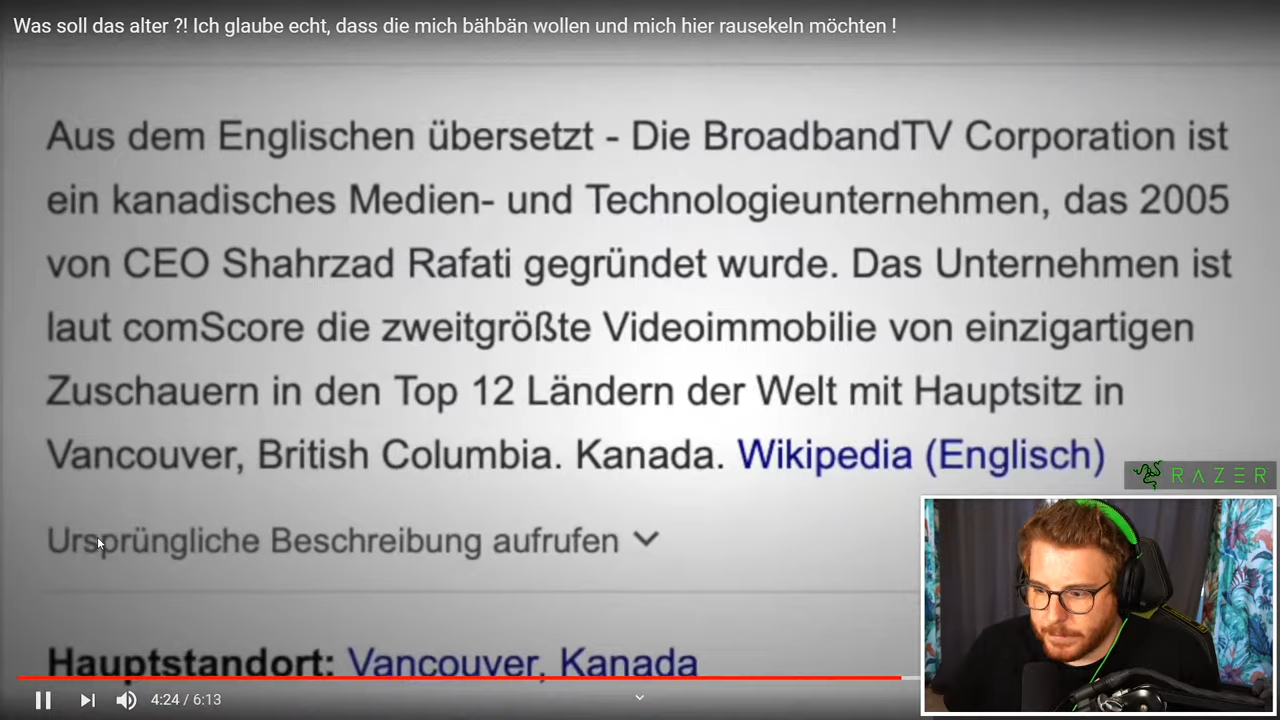 Was soll das alter ?! Ich glaube echt, dass die mich bähbän wollen und mich hier rausekeln möchten !
Aus dem Englischen übersetzt - Die BroadbandTV Corporation ist
ein kanadisches Medien- und Technologieunternehmen, das 2005
von CEO Shahrzad Rafati gegründet wurde. Das Unternehmen ist
laut comScore die zweitgrößte Videoimmobilie von einzigartigen
Zuschauern in den Top 12 Ländern der Welt mit Hauptsitz in
Vancouver, British Columbia. Kanada. Wikipedia (Englisch)
RAZER
Ursprüngliche Beschreibung aufrufen
Hauptstandort: Vancouver, Kanada
4:24 / 6:13